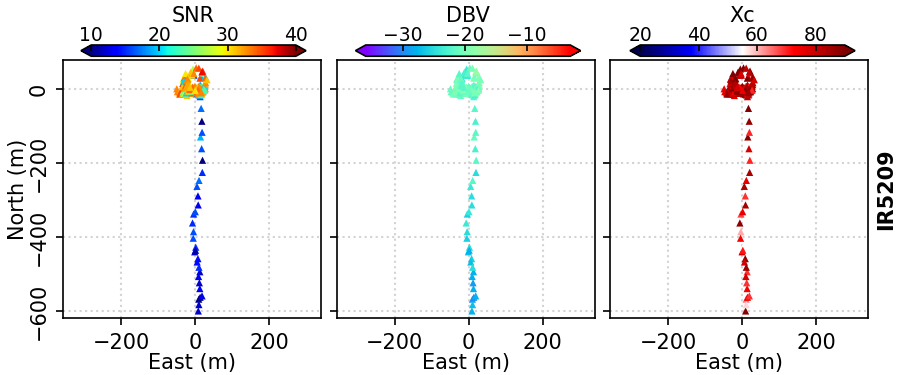 SNR DBV Xc
10 20 30 40 −30 −20 −10 20 40 60 80
North (m)
0
−200
−400
−600
−200 0 200 −200 0 200 −200 0 200
East (m) East (m) East (m)
IR5209